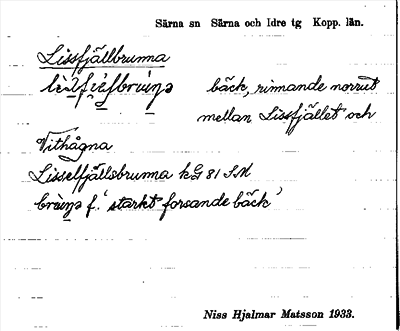 Särna sn Särna och Idre tg Kopp. län.
Lissfjällbrunna
bäck, rinnande norrut
mellan Lissfjället och
Vithågna
Lisselfjällsbrunna kG 81 SM
f. 'starkt forsande bäck'
Niss Hjalmar Matsson 1933.